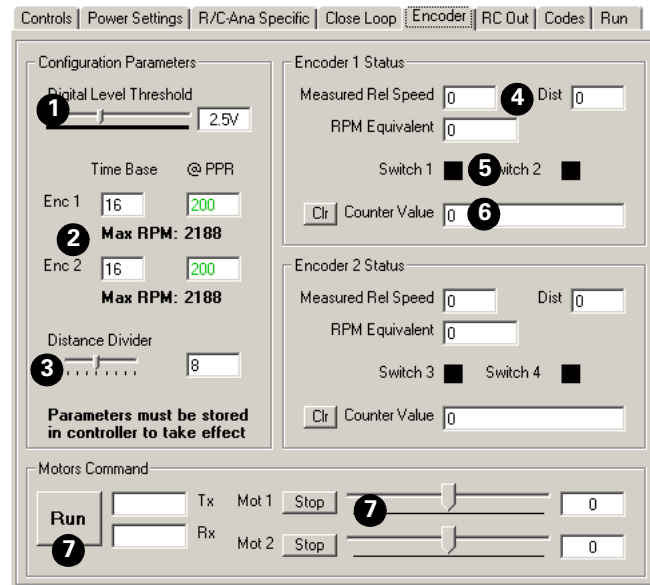 Controls Power Settings R/C-Ana Specific Close Loop Encoder RC Out Codes Run
Configuration Parameters
Digital Level Threshold
1
2.5V
Time Base @ PPR
Enc 1 16 200
Max RPM: 2188
2
Enc 2 16 200
Max RPM: 2188
Distance Divider
3
8
Parameters must be stored
in controller to take effect
Encoder 1 Status
Measured Rel Speed 0 4 Dist 0
RPM Equivalent 0
Switch 1 5 Switch 2
Clr Counter Value 0 6
Encoder 2 Status
Measured Rel Speed 0 Dist 0
RPM Equivalent 0
Switch 3 Switch 4
Clr Counter Value 0
Motors Command
Run Tx Mot 1 Stop 7 0
7 Rx Mot 2 Stop 0